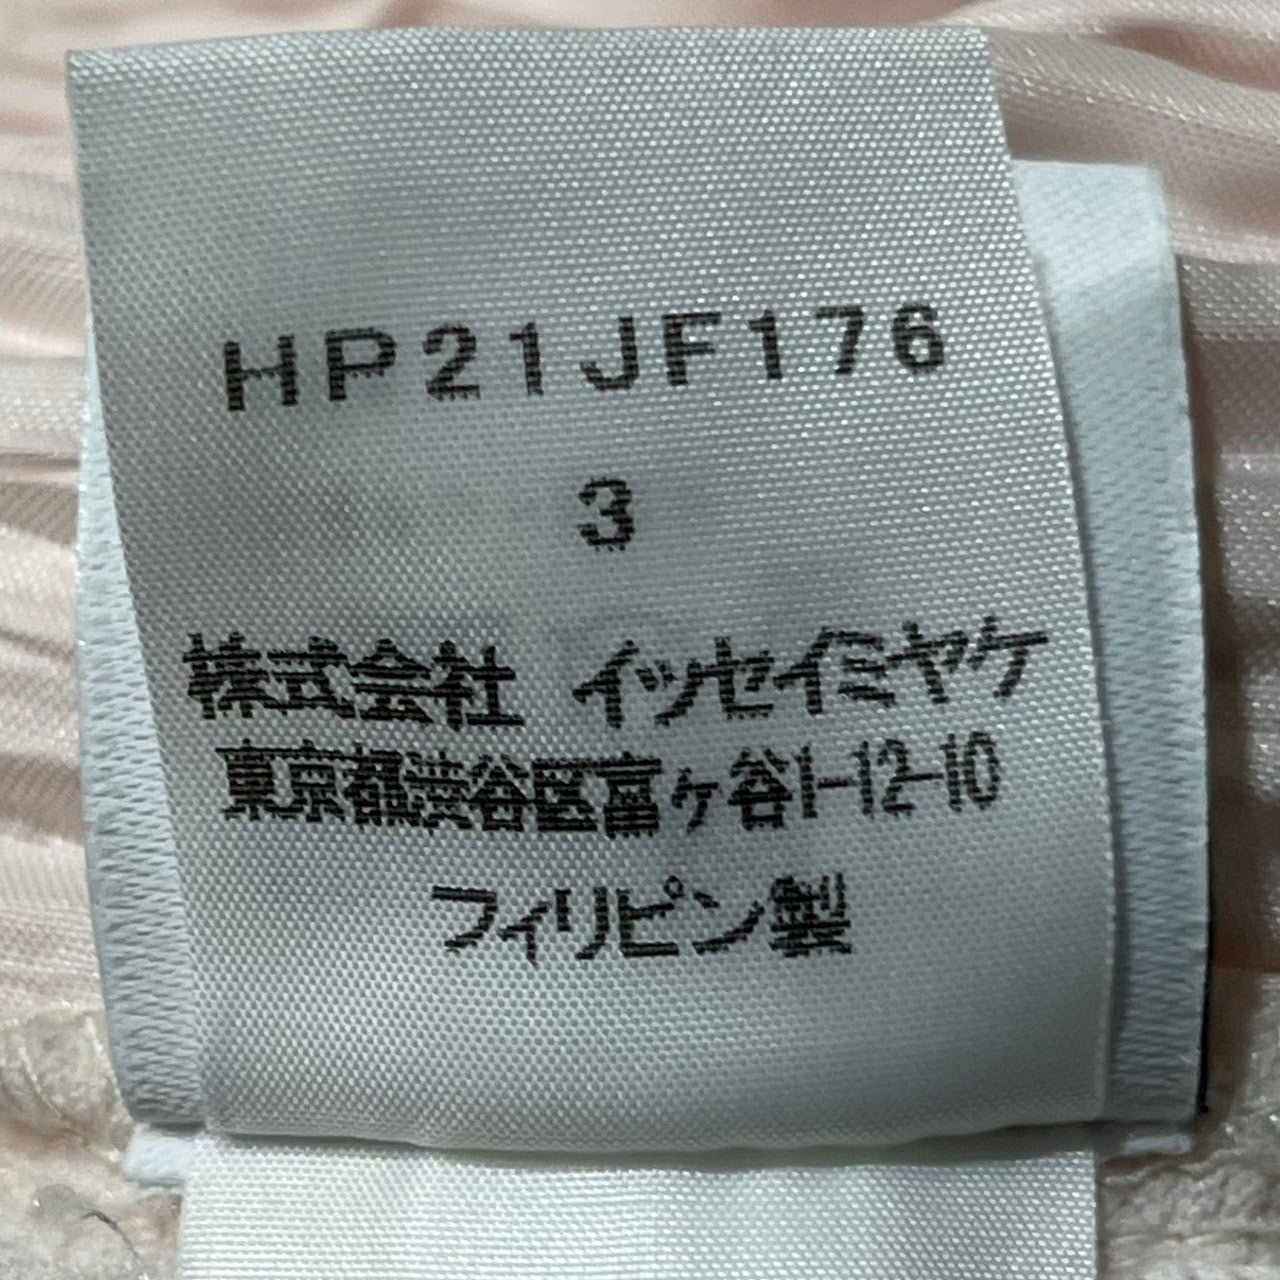 HP21JF176
3
株式会社 イッセイミヤケ
東京都渋谷区富ヶ谷1-12-10
フィリピン製